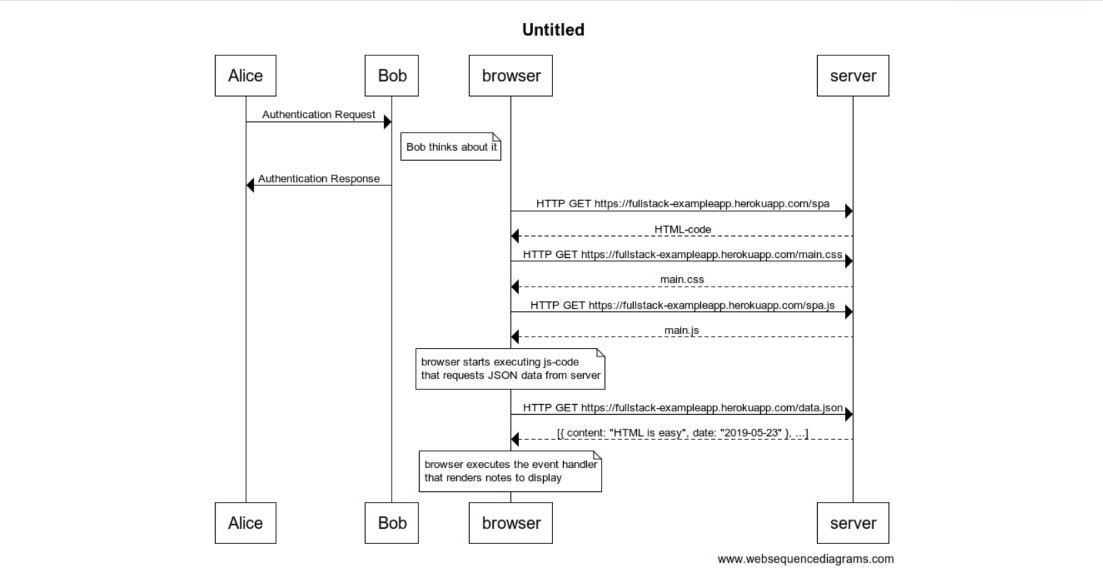 Untitled
Alice
Bob
browser
server
Authentication Request
Bob thinks about it
Authentication Response
HTTP GET https://fullstack-exampleapp.herokuapp.com/spa
HTML-code
HTTP GET https://fullstack-exampleapp.herokuapp.com/main.css
main.css
HTTP GET https://fullstack-exampleapp.herokuapp.com/spa.js
main.js
browser starts executing js-code
that requests JSON data from server
HTTP GET https://fullstack-exampleapp.herokuapp.com/data.json
[{ content: "HTML is easy", date: "2019-05-23" }, ...]
browser executes the event handler
that renders notes to display
Alice
Bob
browser
server
www.websequencediagrams.com